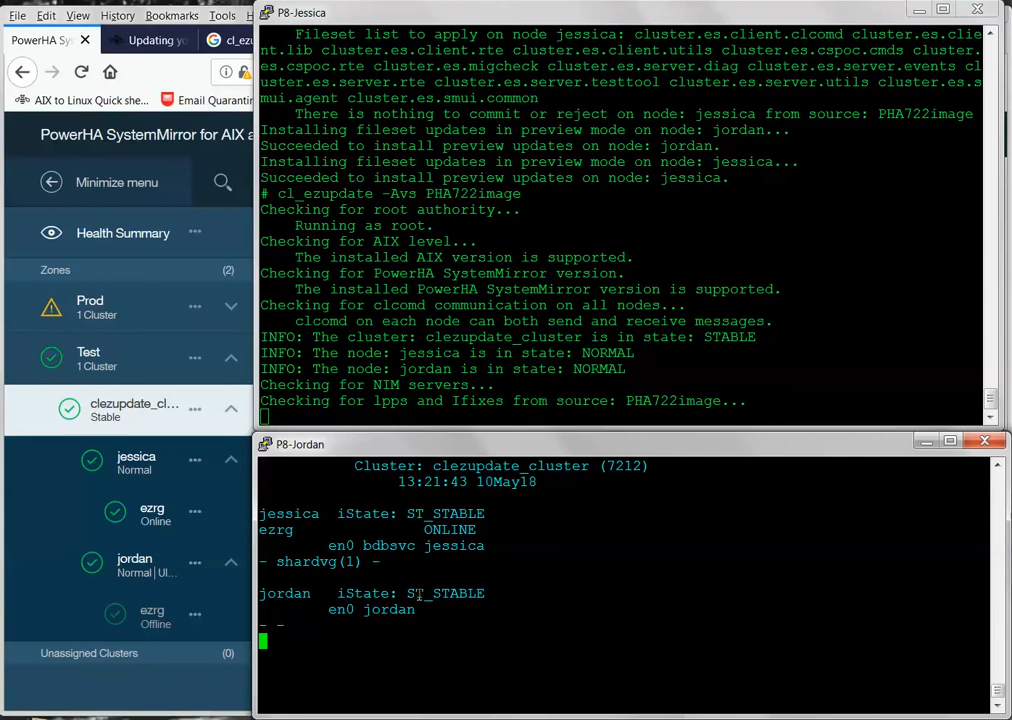 File Edit View History Bookmarks Tools
PowerHA Sy: Updating yo cl_ezu
AIX to Linux Quick she... Email Quarantin
PowerHA SystemMirror for AIX a
Minimize menu
Health Summary
Zones (2)
Prod
1 Cluster
Test
1 Cluster
clezupdate_cl...
Stable
jessica
Normal
ezrg
Online
jordan
Normal | Ul...
ezrg
Offline
Unassigned Clusters (0)
P8-Jessica
Fileset list to apply on node jessica: cluster.es.client.clcomd cluster.es.clie
nt.lib cluster.es.client.rte cluster.es.client.utils cluster.es.cspoc.cmds clust
er.es.cspoc.rte cluster.es.migcheck cluster.es.server.diag cluster.es.server.events cl
uster.es.server.rte cluster.es.server.testtool cluster.es.server.utils cluster.es.s
mui.agent cluster.es.smui.common
There is nothing to commit or reject on node: jessica from source: PHA722image
Installing fileset updates in preview mode on node: jordan...
Succeeded to install preview updates on node: jordan.
Installing fileset updates in preview mode on node: jessica...
Succeeded to install preview updates on node: jessica.
# cl_ezupdate -Avs PHA722image
Checking for root authority...
Running as root.
Checking for AIX level...
The installed AIX version is supported.
Checking for PowerHA SystemMirror version.
The installed PowerHA SystemMirror version is supported.
Checking for clcomd communication on all nodes...
clcomd on each node can both send and receive messages.
INFO: The cluster: clezupdate_cluster is in state: STABLE
INFO: The node: jessica is in state: NORMAL
INFO: The node: jordan is in state: NORMAL
Checking for NIM servers...
Checking for lpps and Ifixes from source: PHA722image...
P8-Jordan
Cluster: clezupdate_cluster (7212)
13:21:43 10May18
jessica iState: ST_STABLE
ezrg ONLINE
en0 bdbsvc jessica
- shardvg(1) -
jordan iState: ST_STABLE
en0 jordan
- -